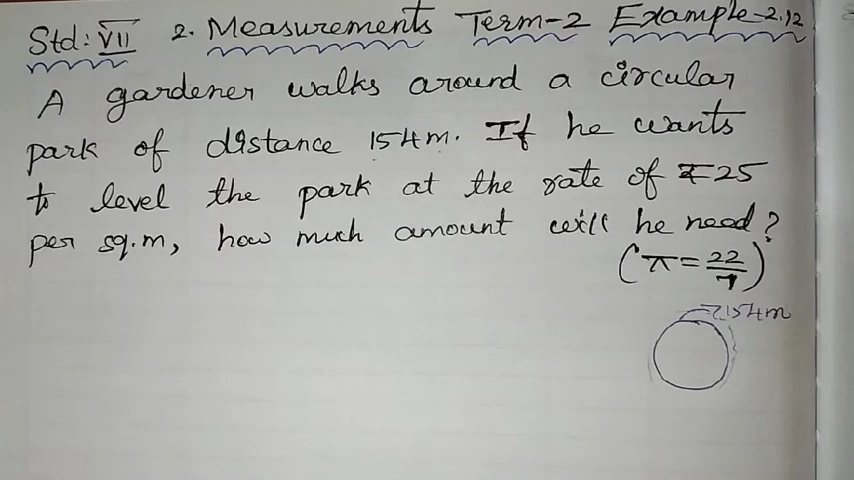 Std: VII 2. Measurements Term-2 Example-2.12
A gardener walks around a circular
park of distance 154m. If he wants
to level the park at the rate of ₹25
per sq.m, how much amount will he need?
(π = 22/7)
154m